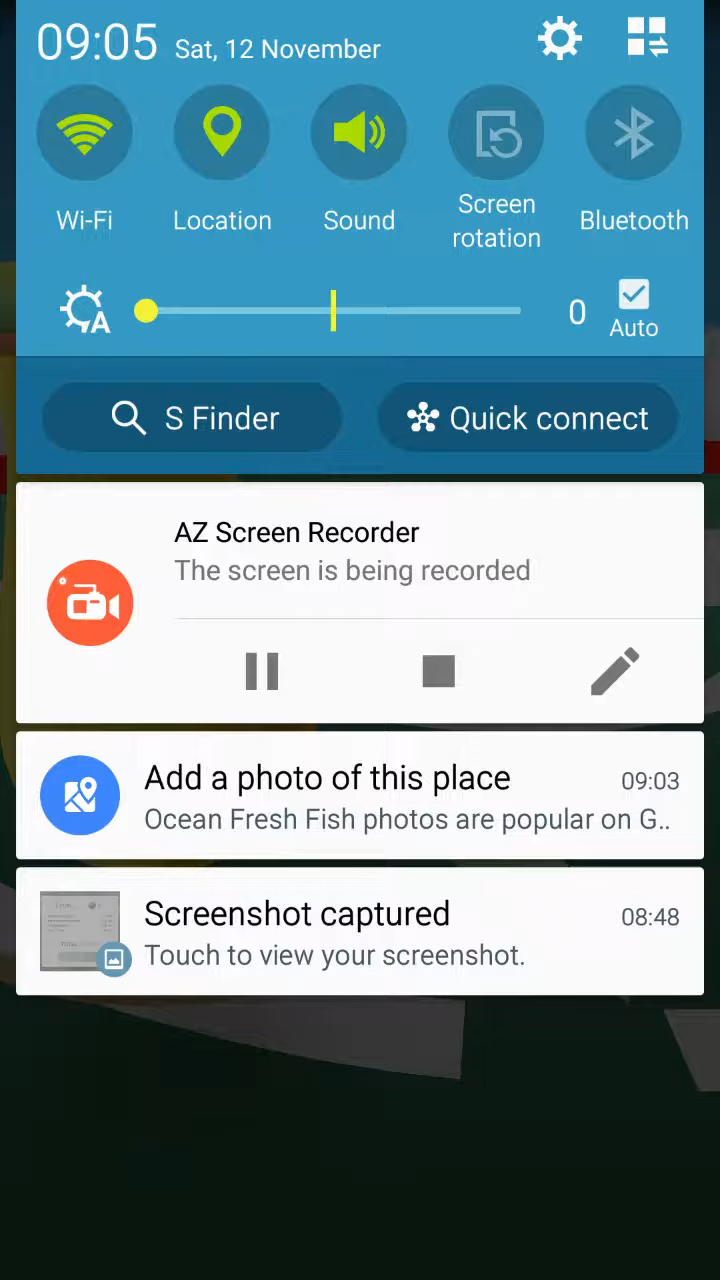 09:05 Sat, 12 November
Wi-Fi Location Sound Screen rotation Bluetooth
A 0 Auto
S Finder Quick connect
AZ Screen Recorder
The screen is being recorded
Add a photo of this place 09:03
Ocean Fresh Fish photos are popular on G..
Screenshot captured 08:48
Touch to view your screenshot.